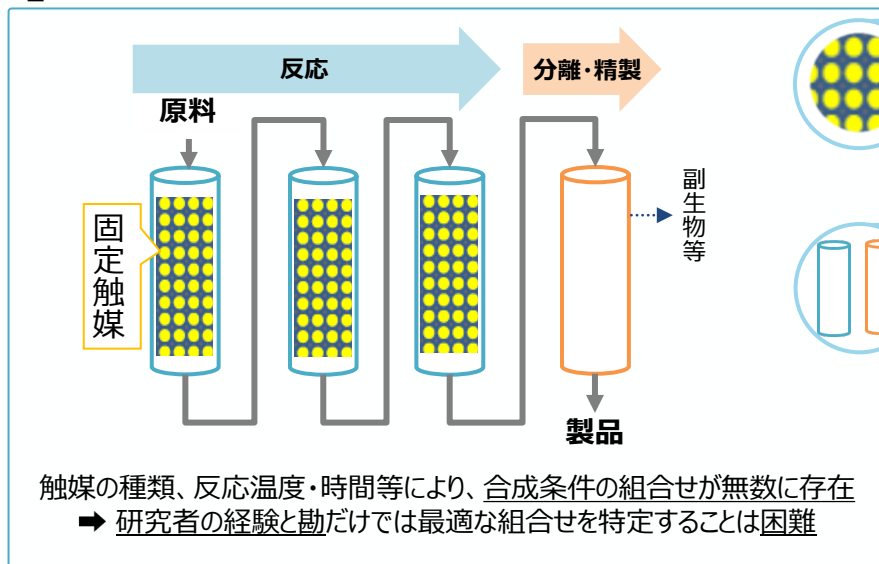 反応
分離・精製
原料
固定触媒
副生物等
製品
触媒の種類、反応温度・時間等により、合成条件の組合せが無数に存在
➡ 研究者の経験と勘だけでは最適な組合せを特定することは困難